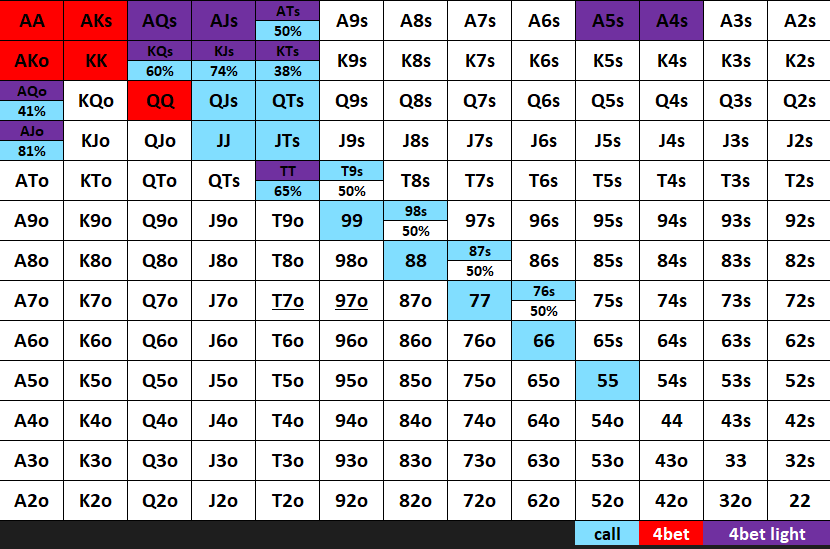 AA AKs AQs AJs ATs 50% A9s A8s A7s A6s A5s A4s A3s A2s
AKo KK KQs 60% KJs 74% KTs 38% K9s K8s K7s K6s K5s K4s K3s K2s
AQo 41% KQo QQ QJs QTs Q9s Q8s Q7s Q6s Q5s Q4s Q3s Q2s
AJo 81% KJo QJo JJ JTs J9s J8s J7s J6s J5s J4s J3s J2s
ATo KTo QTo QTs TT 65% T9s 50% T8s T7s T6s T5s T4s T3s T2s
A9o K9o Q9o J9o T9o 99 98s 50% 97s 96s 95s 94s 93s 92s
A8o K8o Q8o J8o T8o 98o 88 87s 50% 86s 85s 84s 83s 82s
A7o K7o Q7o J7o T7o 97o 87o 77 76s 50% 75s 74s 73s 72s
A6o K6o Q6o J6o T6o 96o 86o 76o 66 65s 64s 63s 62s
A5o K5o Q5o J5o T5o 95o 85o 75o 65o 55 54s 53s 52s
A4o K4o Q4o J4o T4o 94o 84o 74o 64o 54o 44 43s 42s
A3o K3o Q3o J3o T3o 93o 83o 73o 63o 53o 43o 33 32s
A2o K2o Q2o J2o T2o 92o 82o 72o 62o 52o 42o 32o 22
call 4bet 4bet light